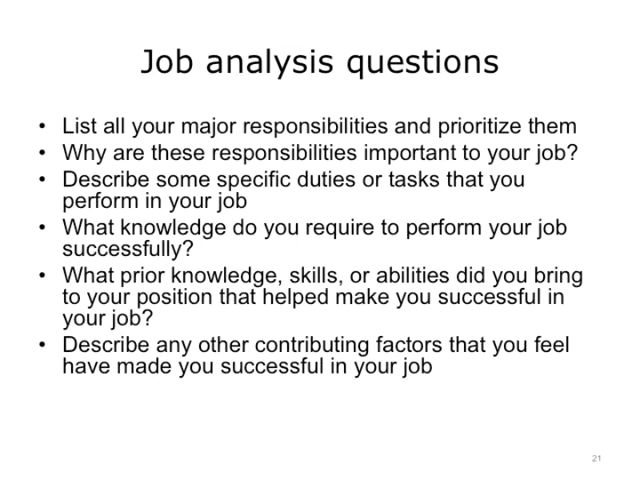 Job analysis questions
• List all your major responsibilities and prioritize them
• Why are these responsibilities important to your job?
• Describe some specific duties or tasks that you
perform in your job
• What knowledge do you require to perform your job
successfully?
• What prior knowledge, skills, or abilities did you bring
to your position that helped make you successful in
your job?
• Describe any other contributing factors that you feel
have made you successful in your job
21